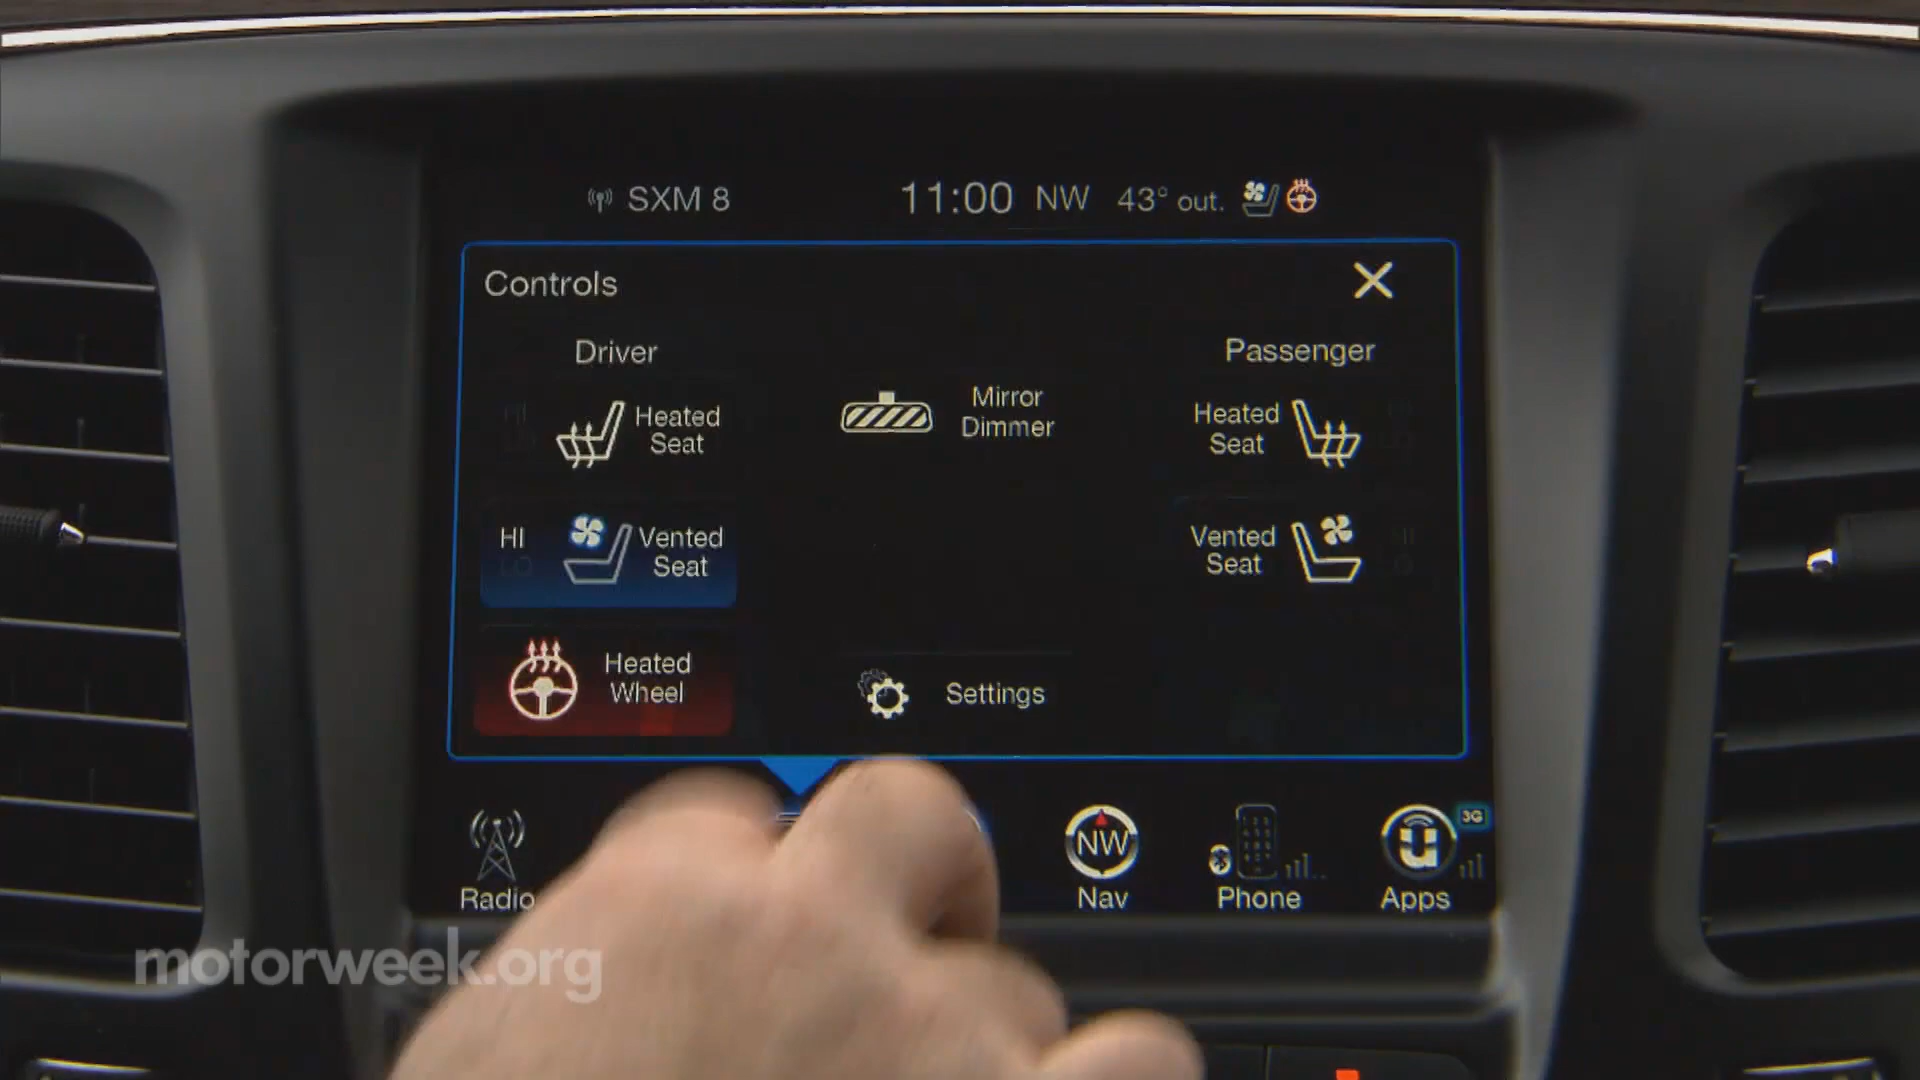 SXM 8
11:00 NW 43° out.
Controls
Driver
Passenger
Heated
Seat
Mirror
Dimmer
Heated
Seat
HI
Vented
Seat
Vented
Seat
Heated
Wheel
Settings
Radio
NW
Nav
Phone
3G
Apps
motorweek.org